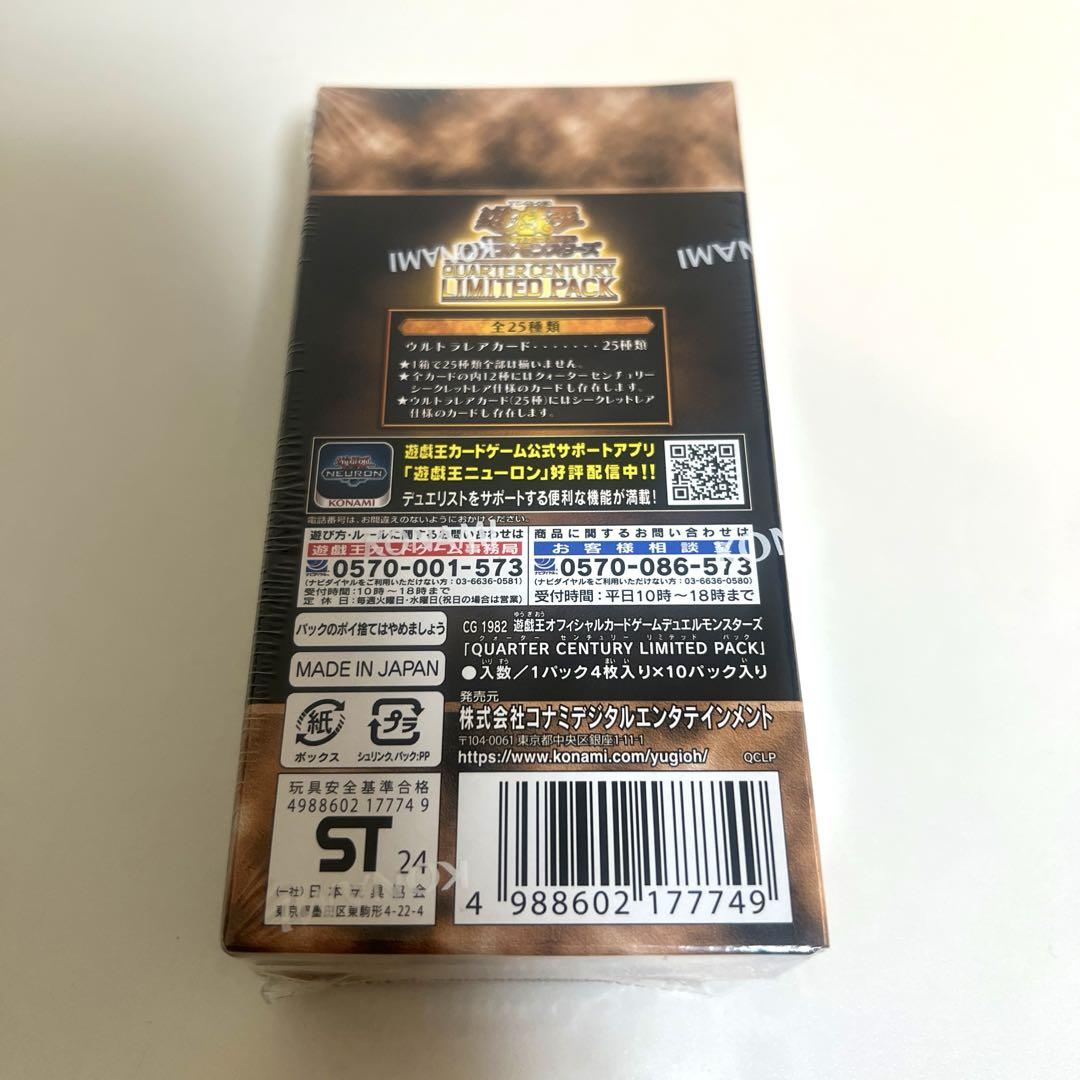 遊戯王
デュエルモンスターズ
QUARTER CENTURY
LIMITED PACK
KONAMI
KONAMI
全25種類
ウルトラレアカード・・・・・・・25種類
★1箱で25種類全部は揃いません。
★全カードの内12種にはクォーターセンチュリー
シークレットレア仕様のカードも存在します。
★ウルトラレアカード(25種)にはシークレットレア
仕様のカードも存在します。
NEURON
KONAMI
遊戯王カードゲーム公式サポートアプリ
「遊戯王ニューロン」好評配信中!!
デュエリストをサポートする便利な機能が満載!
電話番号は、お間違えのないようにおかけください。
遊び方・ルールに関するお問い合わせは
遊戯王カードゲーム事務局
0570-001-573
(ナビダイヤルをご利用いただけない方:03-6636-0581)
受付時間:10時〜18時まで
定休日:毎週火曜日・水曜日(祝日の場合は営業)
商品に関するお問い合わせは
お客様相談室
0570-086-573
(ナビダイヤルをご利用いただけない方:03-6636-0580)
受付時間:平日10時〜18時まで
KONAMI
パックのポイ捨てはやめましょう
MADE IN JAPAN
紙
ボックス
プラ
シュリンク,パック:PP
CG 1982 遊戯王オフィシャルカードゲームデュエルモンスターズ
「QUARTER CENTURY LIMITED PACK」
●入数/1パック4枚入り×10パック入り
発売元
株式会社コナミデジタルエンタテインメント
〒104-0061 東京都中央区銀座1-11-1
https://www.konami.com/yugioh/
QCLP
玩具安全基準合格
4988602 17774 9
ST 24
(一社)日本玩具協会
東京都墨田区東駒形4-22-4
4 988602 177749